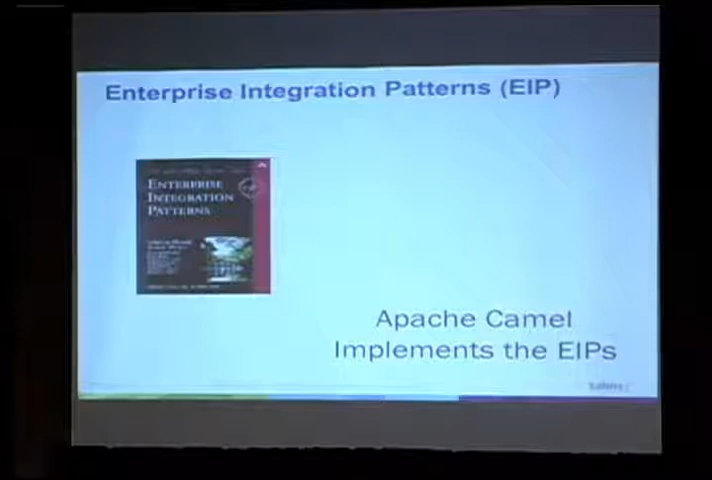 Enterprise Integration Patterns (EIP)
ENTERPRISE
INTEGRATION
PATTERNS
Apache Camel
Implements the EIPs